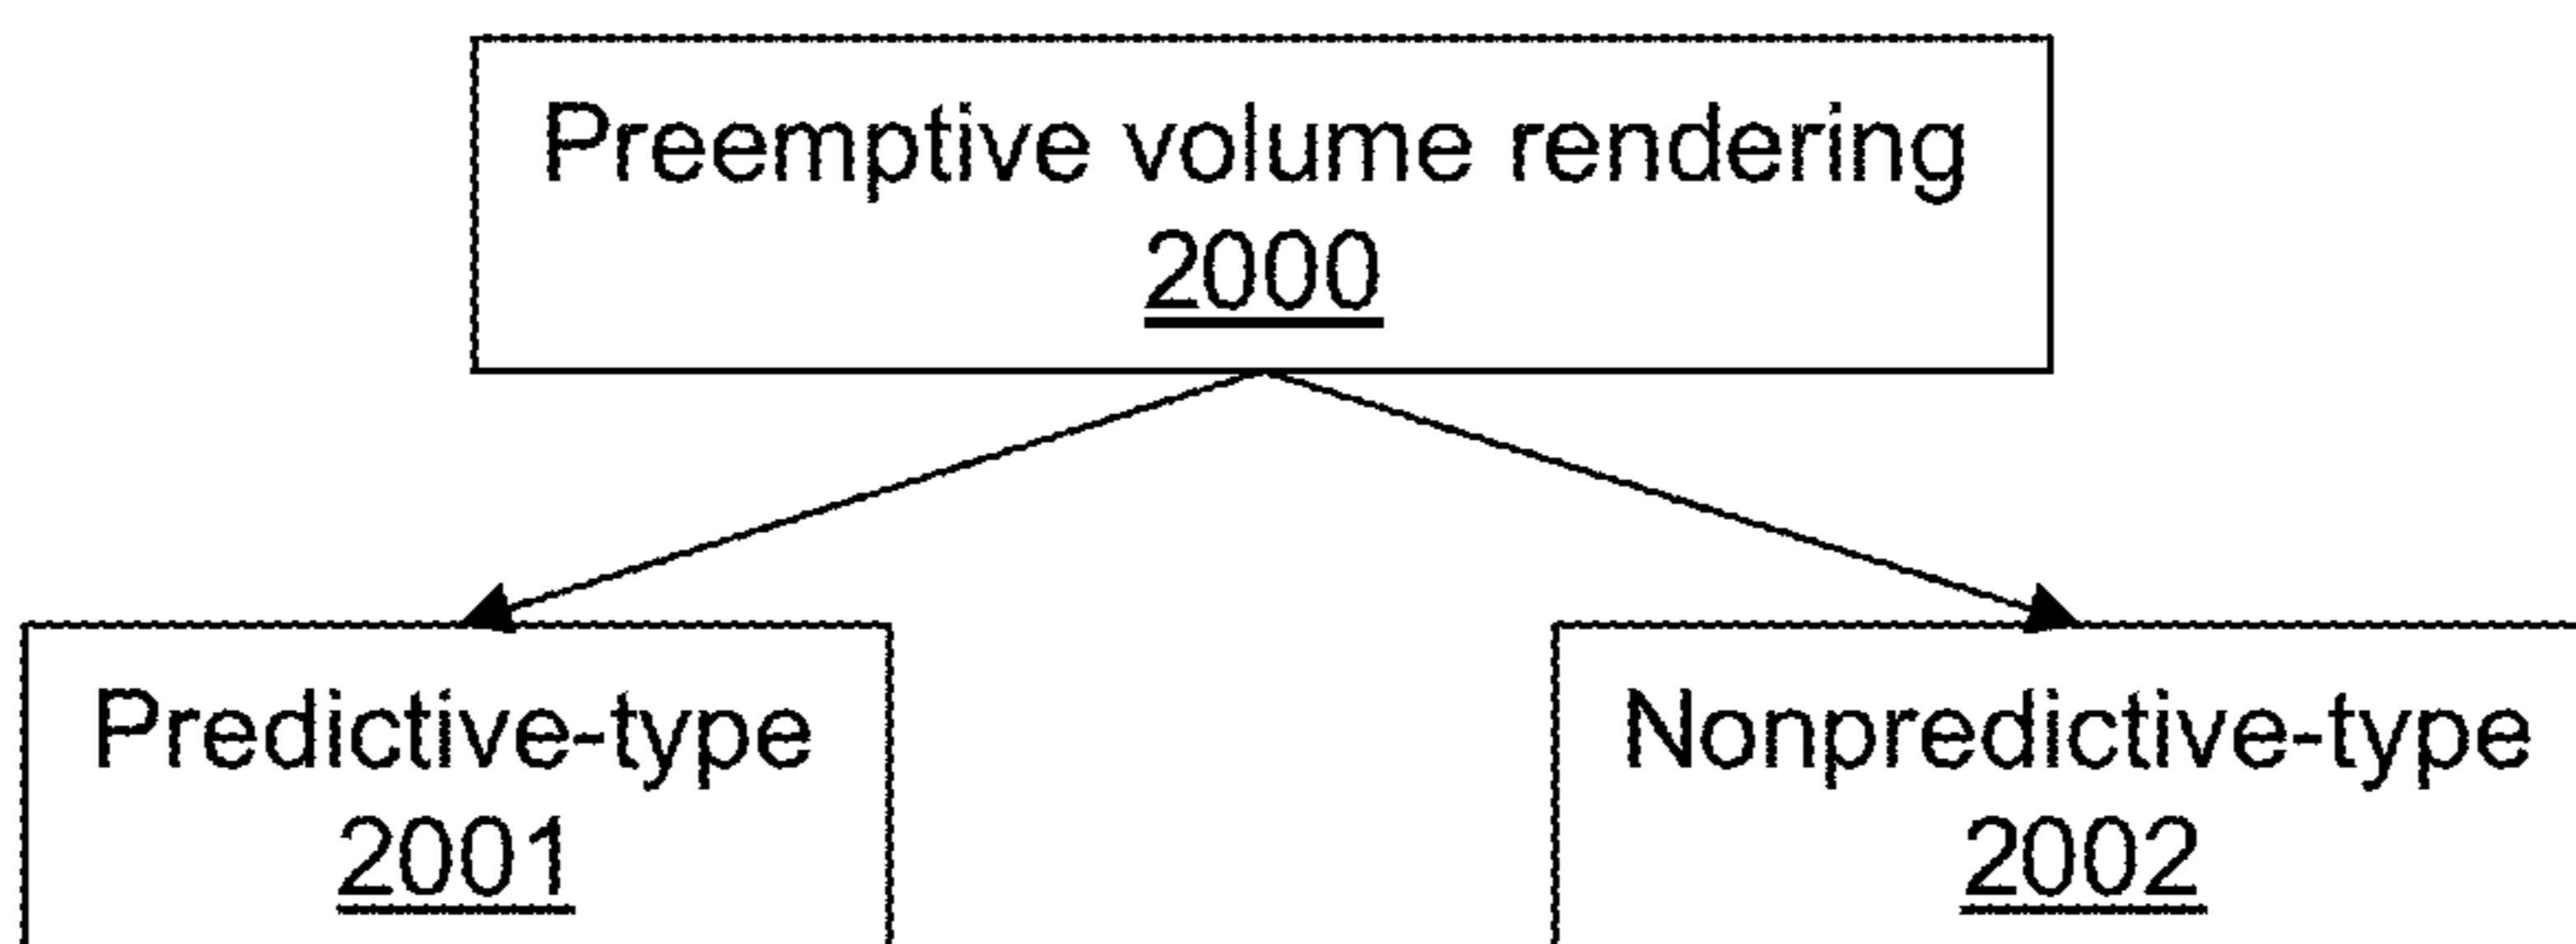 Preemptive volume rendering
2000
Predictive-type
2001
Nonpredictive-type
2002